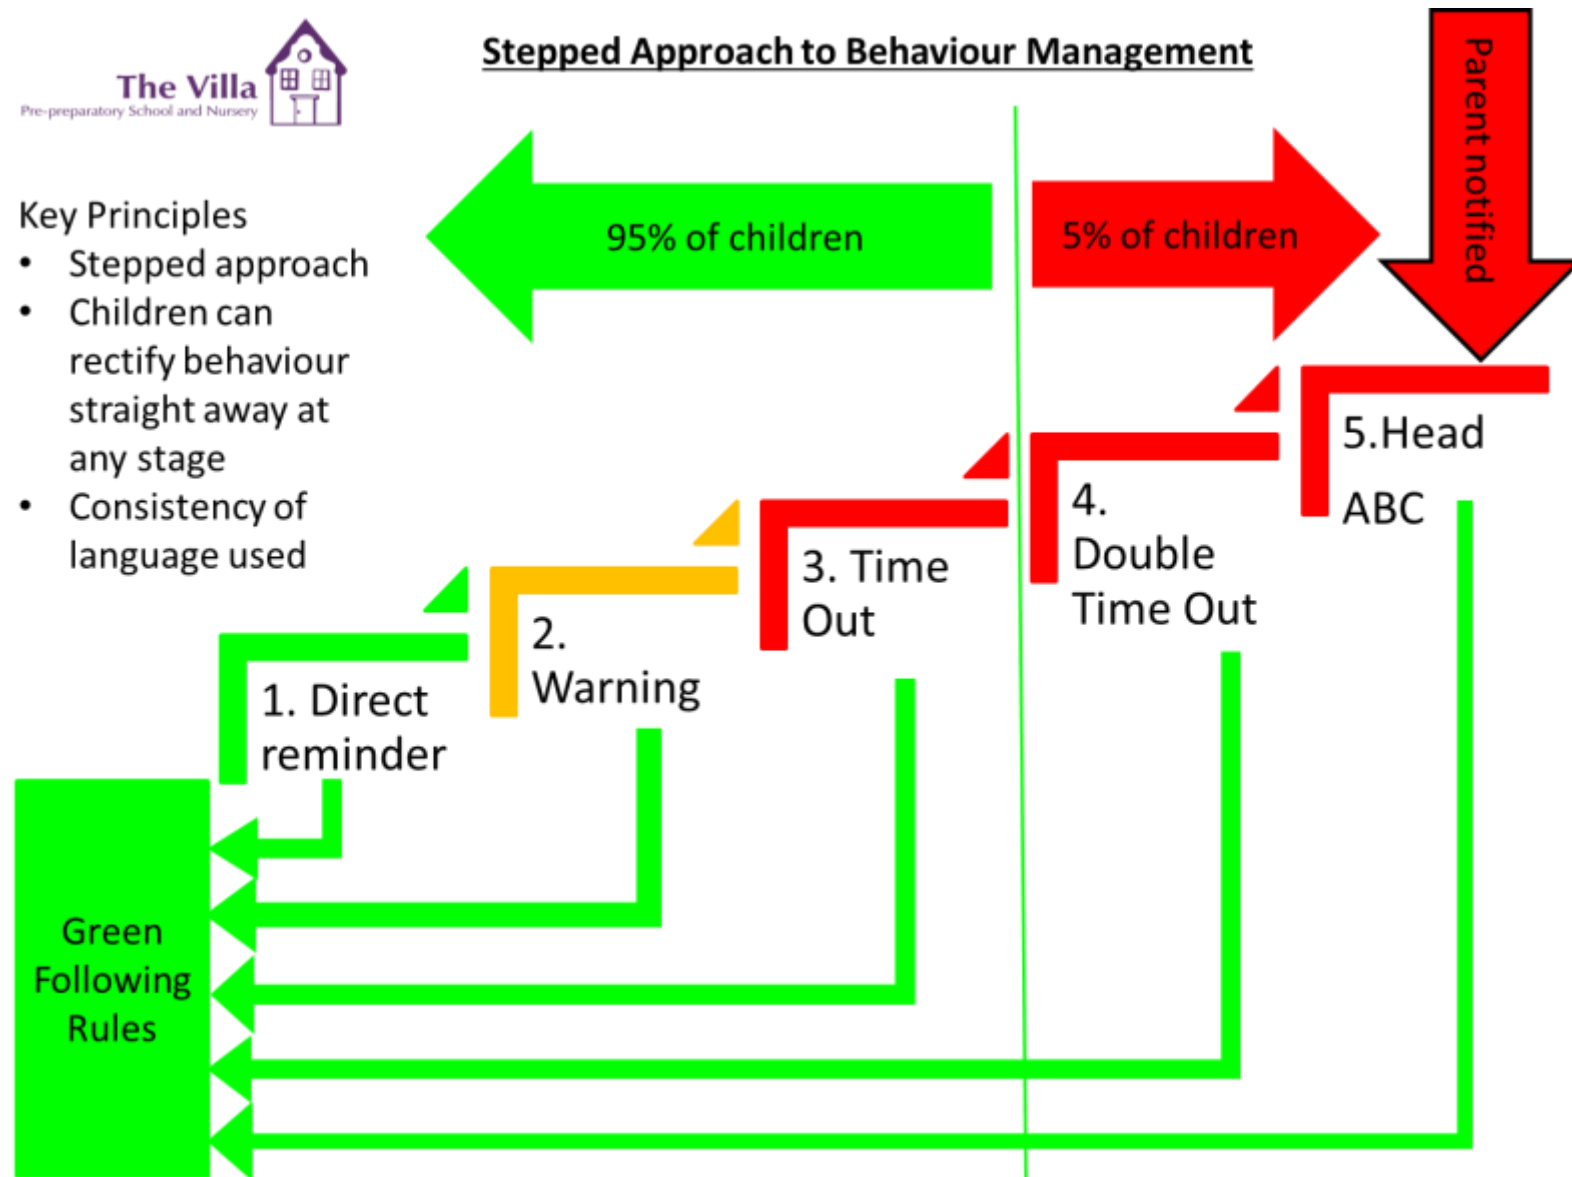 Stepped Approach to Behaviour Management
The Villa
Pre-preparatory School and Nursery
Key Principles
• Stepped approach
• Children can
rectify behaviour
straight away at
any stage
• Consistency of
language used
95% of children
5% of children
Parent notified
1. Direct
reminder
2.
Warning
3. Time
Out
4.
Double
Time Out
5.Head
ABC
Green
Following
Rules